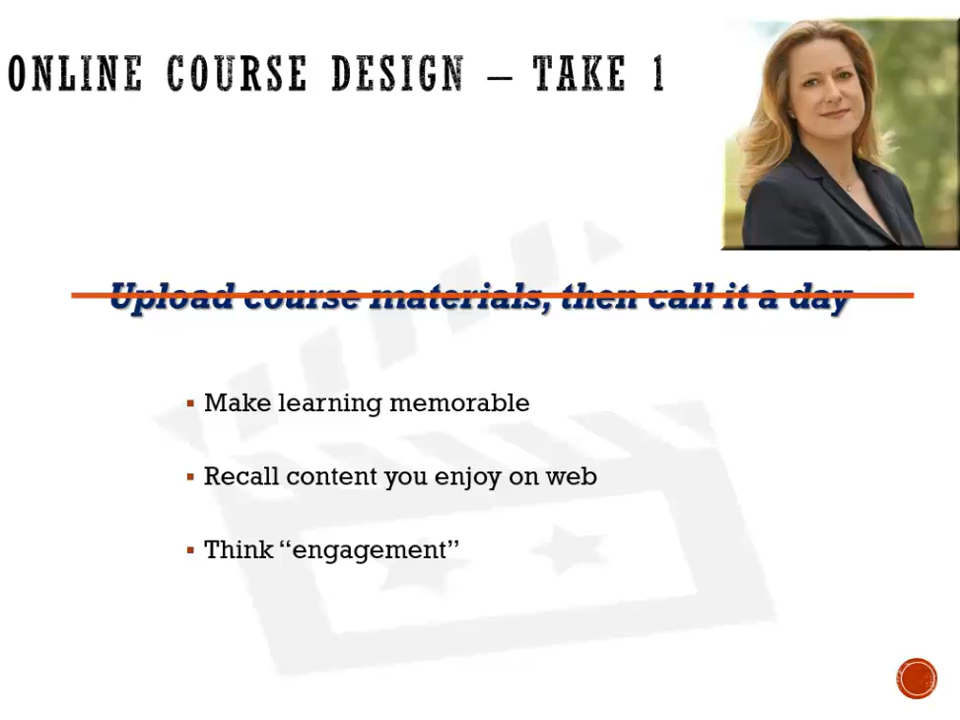 ONLINE COURSE DESIGN – TAKE 1
Upload course materials, then call it a day
▪ Make learning memorable
▪ Recall content you enjoy on web
▪ Think “engagement”